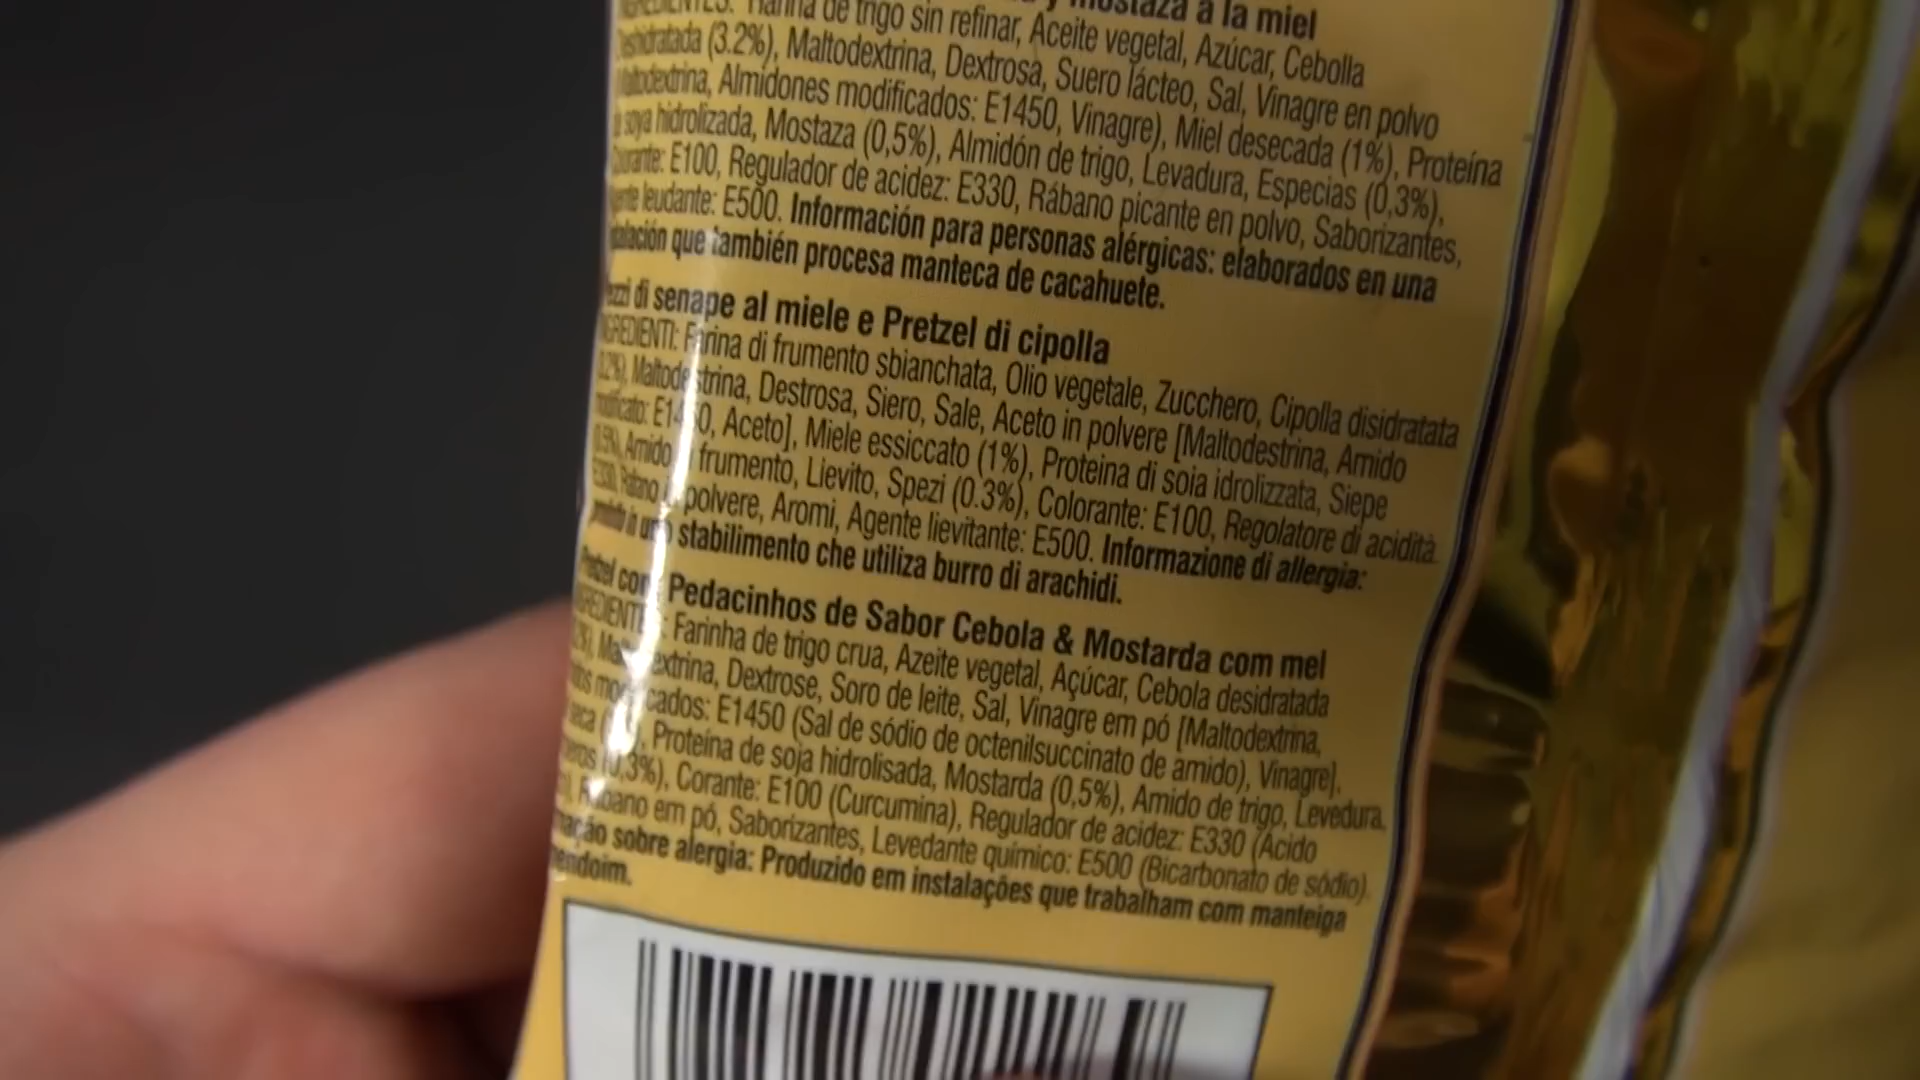 mostaza a la miel
Harina de trigo sin refinar, Aceite vegetal, Azúcar, Cebolla
(3.2%), Maltodextrina, Dextrosa, Suero lácteo, Sal, Vinagre en polvo
Almidones modificados: E1450, Vinagre), Miel desecada (1%), Proteína
soya hidrolizada, Mostaza (0,5%), Almidón de trigo, Levadura, Especias (0,3%),
E100, Regulador de acidez: E330, Rábano picante en polvo, Saborizantes,
leudante: E500. Información para personas alérgicas: elaborados en una
que también procesa manteca de cacahuete.
di senape al miele e Pretzel di cipolla
Farina di frumento sbianchata, Olio vegetale, Zucchero, Cipolla disidratata
Maltodestrina, Destrosa, Siero, Sale, Aceto in polvere [Maltodestrina, Amido
E1450, Aceto], Miele essiccato (1%), Proteina di soia idrolizzata, Siepe
Amido frumento, Lievito, Spezi (0.3%), Colorante: E100, Regolatore di acidità
polvere, Aromi, Agente lievitante: E500. Informazione di allergia:
in uno stabilimento che utiliza burro di arachidi.
Pedacinhos de Sabor Cebola & Mostarda com mel
Farinha de trigo crua, Azeite vegetal, Açúcar, Cebola desidratada
Dextrose, Soro de leite, Sal, Vinagre em pó [Maltodextrina,
E1450 (Sal de sódio de octenilsuccinato de amido), Vinagre],
Proteína de soja hidrolisada, Mostarda (0,5%), Amido de trigo, Levedura,
Corante: E100 (Curcumina), Regulador de acidez: E330 (Ácido
em pó, Saborizantes, Levedante químico: E500 (Bicarbonato de sódio).
sobre alergia: Produzido em instalações que trabalham com manteiga